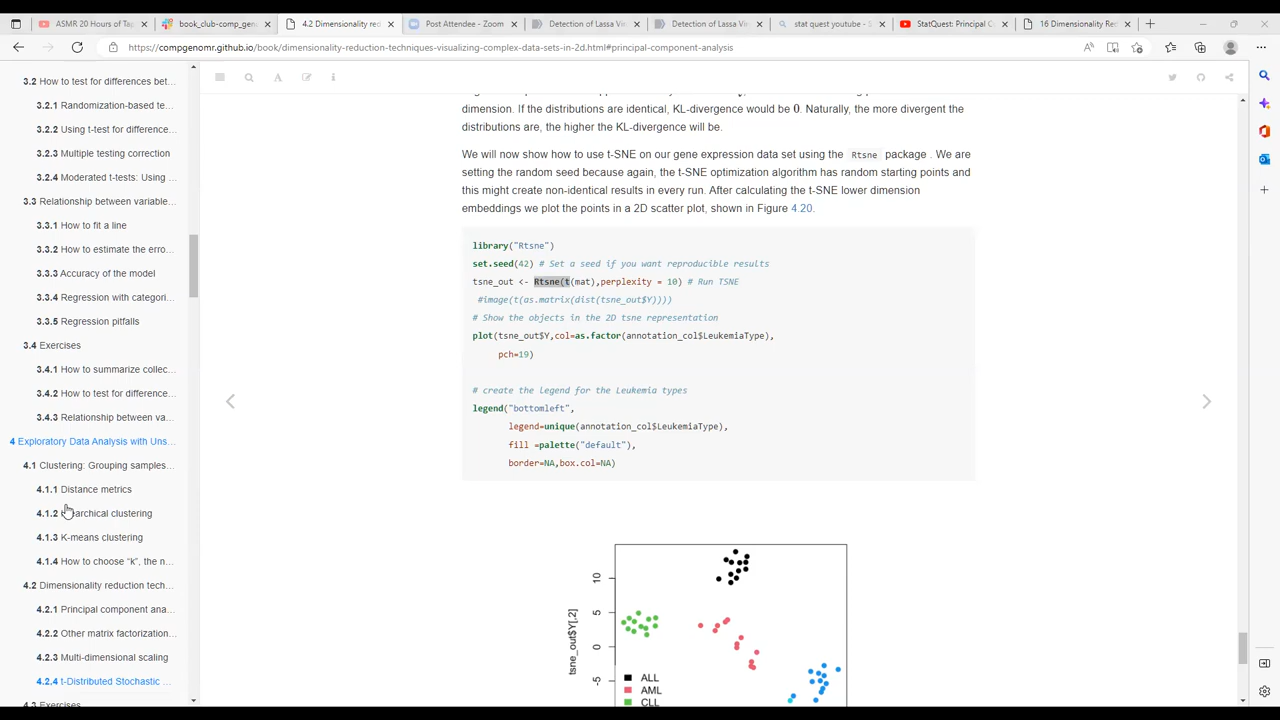 ASMR 20 Hours of Tap
book_club-comp_gen
4.2 Dimensionality red
Post Attendee - Zoom
Detection of Lassa Vir
Detection of Lassa Vir
stat quest youtube - S
StatQuest: Principal C
16 Dimensionality Re
https://compgenomr.github.io/book/dimensionality-reduction-techniques-visualizing-complex-data-sets-in-2d.html#principal-component-analysis
3.2 How to test for differences bet...
3.2.1 Randomization-based te...
3.2.2 Using t-test for difference...
3.2.3 Multiple testing correction
3.2.4 Moderated t-tests: Using ...
3.3 Relationship between variable...
3.3.1 How to fit a line
3.3.2 How to estimate the erro...
3.3.3 Accuracy of the model
3.3.4 Regression with categori...
3.3.5 Regression pitfalls
3.4 Exercises
3.4.1 How to summarize collec...
3.4.2 How to test for difference...
3.4.3 Relationship between va...
4 Exploratory Data Analysis with Uns...
4.1 Clustering: Grouping samples...
4.1.1 Distance metrics
4.1.2 erarchical clustering
4.1.3 K-means clustering
4.1.4 How to choose “k”, the n...
4.2 Dimensionality reduction tech...
4.2.1 Principal component ana...
4.2.2 Other matrix factorization...
4.2.3 Multi-dimensional scaling
4.2.4 t-Distributed Stochastic ...
4.3 Exercises
dimension. If the distributions are identical, KL-divergence would be 0. Naturally, the more divergent the
distributions are, the higher the KL-divergence will be.
We will now show how to use t-SNE on our gene expression data set using the Rtsne package . We are
setting the random seed because again, the t-SNE optimization algorithm has random starting points and
this might create non-identical results in every run. After calculating the t-SNE lower dimension
embeddings we plot the points in a 2D scatter plot, shown in Figure 4.20.
library("Rtsne")
set.seed(42) # Set a seed if you want reproducible results
tsne_out <- Rtsne(t(mat),perplexity = 10) # Run TSNE
#image(t(as.matrix(dist(tsne_out$Y))))
# Show the objects in the 2D tsne representation
plot(tsne_out$Y,col=as.factor(annotation_col$LeukemiaType),
pch=19)
# create the legend for the Leukemia types
legend("bottomleft",
legend=unique(annotation_col$LeukemiaType),
fill =palette("default"),
border=NA,box.col=NA)
10
5
0
-5
tsne_out$Y[,2]
ALL
AML
CLL